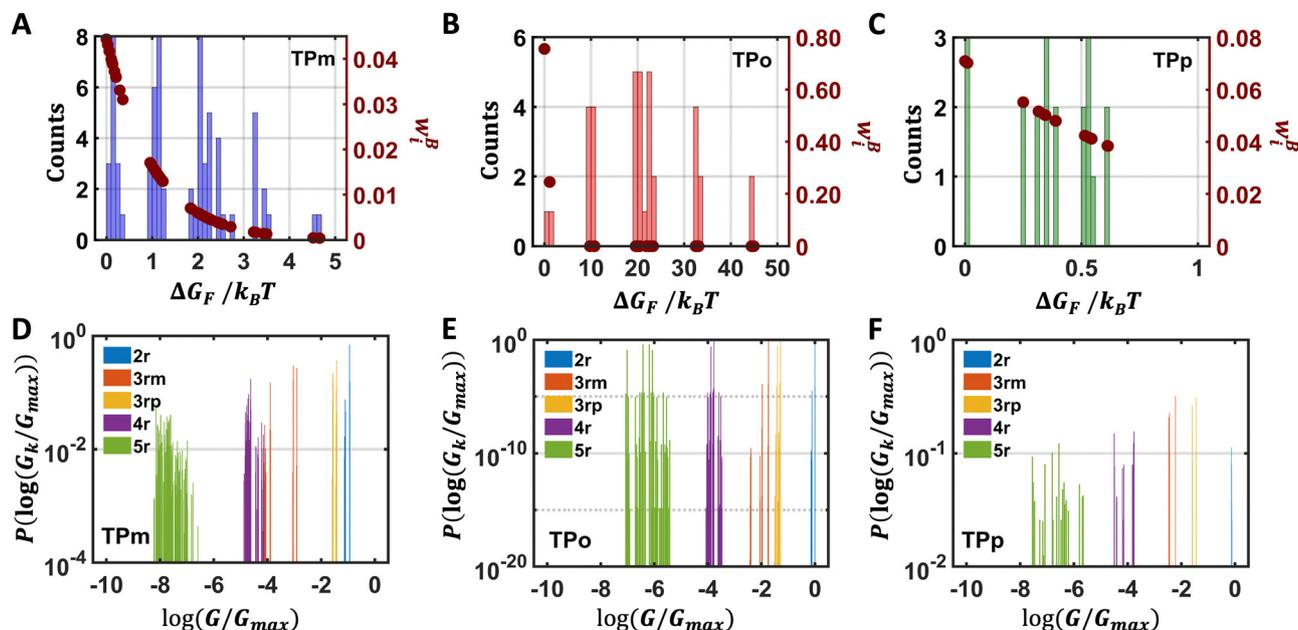 A
8
6
4
2
0
Counts
TPm
0.04
0.03
0.02
0.01
0
w_i^B
0 1 2 3 4 5
ΔG_F /k_BT
B
6
4
2
0
Counts
TPo
0.80
0.60
0.40
0.20
0
w_i^B
0 10 20 30 40 50
ΔG_F /k_BT
C
3
2
1
0
Counts
TPp
0.08
0.06
0.04
0.02
0
w_i^B
0 0.5 1
ΔG_F /k_BT
D
10^0
10^-2
10^-4
P(log(G_k/G_max))
2r
3rm
3rp
4r
5r
TPm
-10 -8 -6 -4 -2 0
log(G/G_max)
E
10^0
10^-10
10^-20
P(log(G_k/G_max))
2r
3rm
3rp
4r
5r
TPo
-10 -8 -6 -4 -2 0
log(G/G_max)
F
10^0
10^-1
10^-2
P(log(G_k/G_max))
2r
3rm
3rp
4r
5r
TPp
-10 -8 -6 -4 -2 0
log(G/G_max)